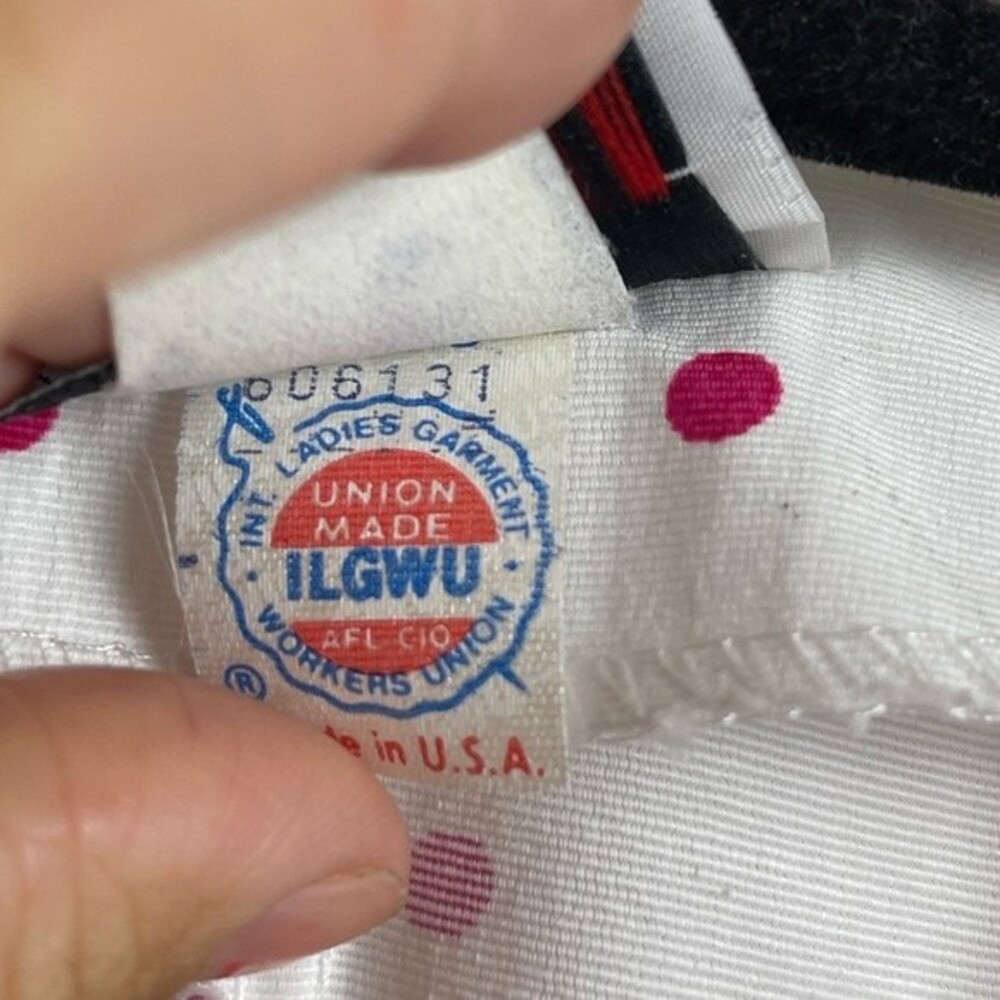 606131
INT. LADIES GARMENT
UNION
MADE
ILGWU
AFL CIO
WORKERS UNION
®
in U.S.A.